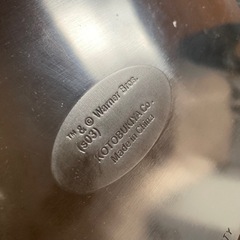 ™ & © Warner Bros.
(s03)
KOTOBUKIYA Co.,
Made in China